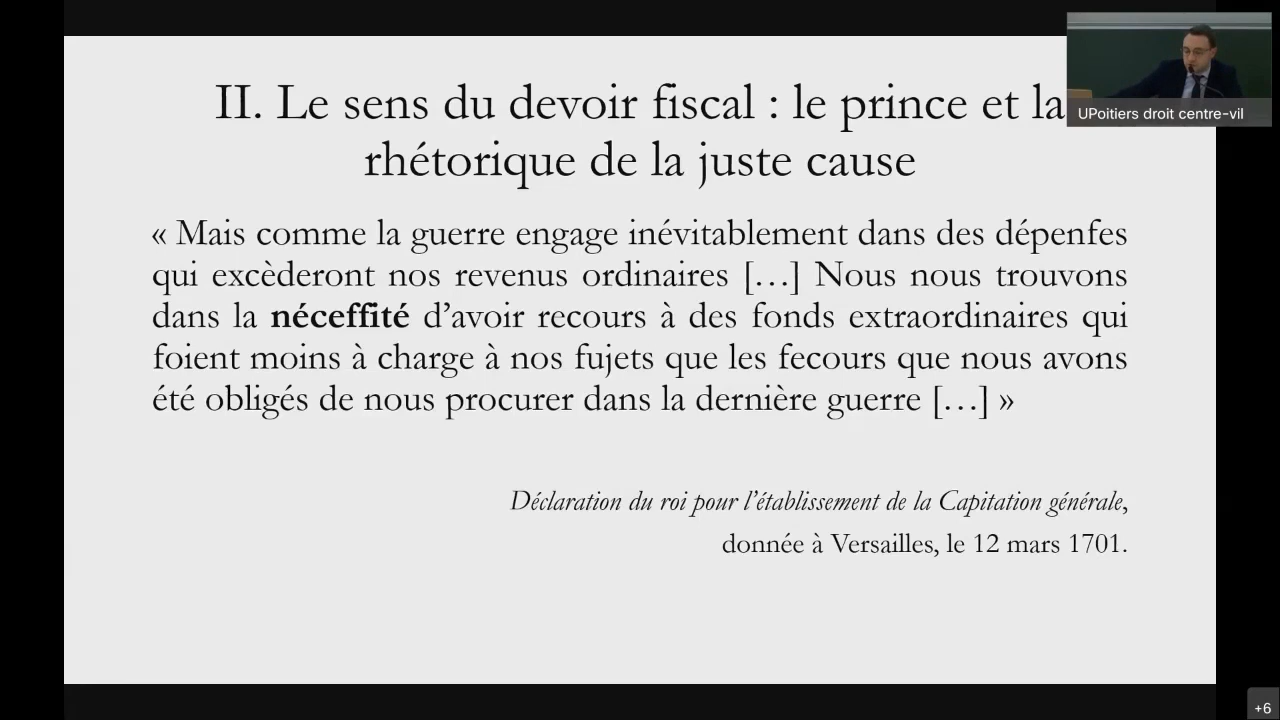 II. Le sens du devoir fiscal : le prince et la
rhétorique de la juste cause
« Mais comme la guerre engage inévitablement dans des dépenfes
qui excèderont nos revenus ordinaires […] Nous nous trouvons
dans la néceffité d’avoir recours à des fonds extraordinaires qui
foient moins à charge à nos fujets que les fecours que nous avons
été obligés de nous procurer dans la dernière guerre […] »
Déclaration du roi pour l’établissement de la Capitation générale,
donnée à Versailles, le 12 mars 1701.
UPoitiers droit centre-vil
+6